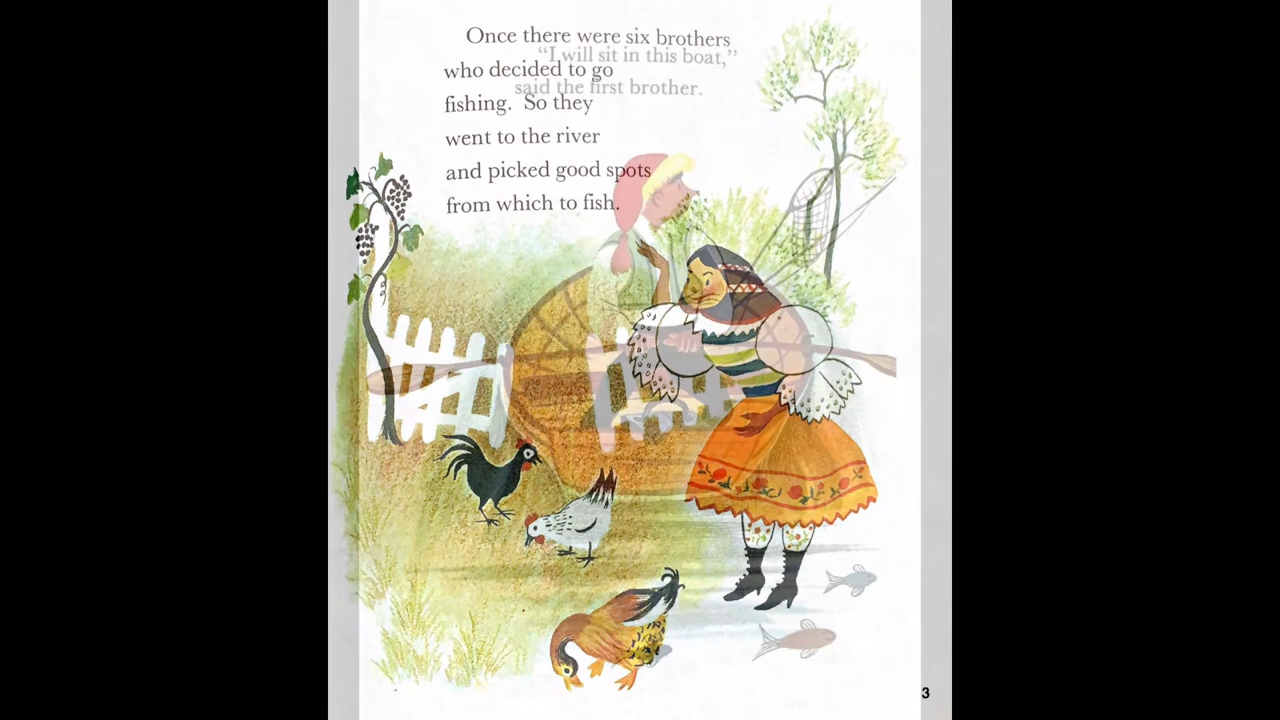 Once there were six brothers
"I will sit in this boat,"
who decided to go
said the first brother.
fishing. So they
went to the river
and picked good spots
from which to fish.
3